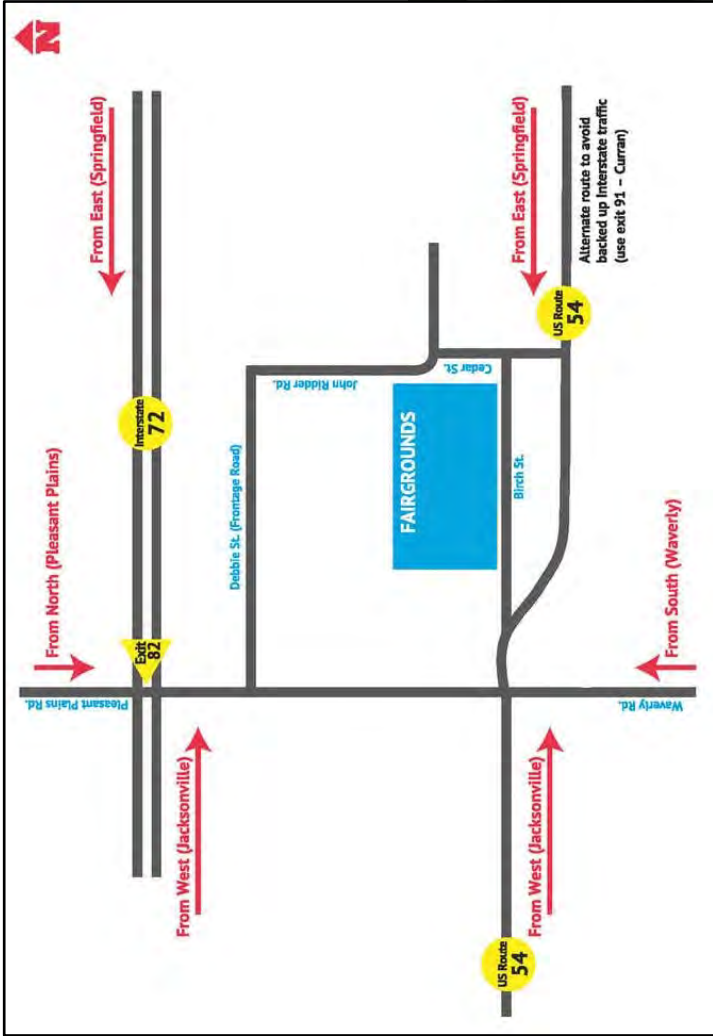 N
From East (Springfield)
From East (Springfield)
Alternate route to avoid
backed up Interstate traffic
(use exit 91 – Curran)
US Route
54
Cedar St.
John Ridder Rd.
Interstate
72
FAIRGROUNDS
Debbie St. (Frontage Road)
Birch St.
From North (Pleasant Plains)
Exit
82
From South (Waverly)
Pleasant Plains Rd.
Waverly Rd.
From West (Jacksonville)
From West (Jacksonville)
US Route
54